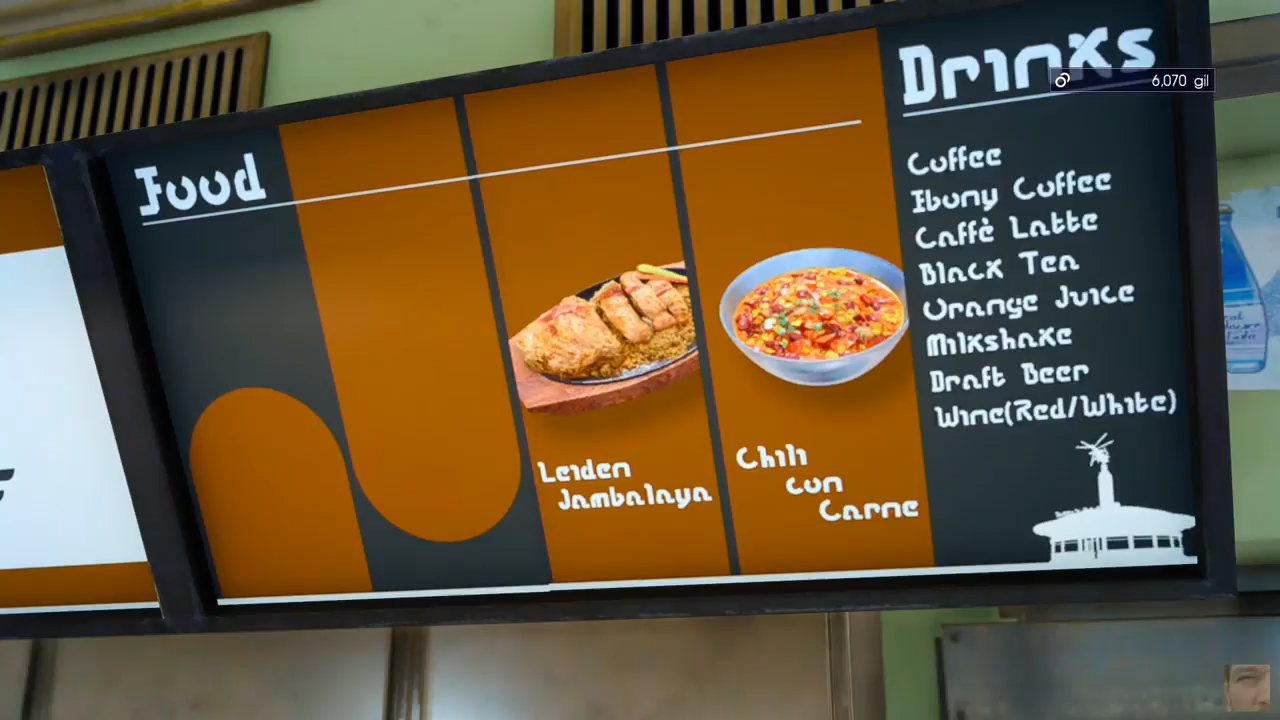 Food
Leiden
Jambalaya
Chili
con
Carne
Drinks
6,070 gil
Coffee
Ebony Coffee
Caffè Latte
Black Tea
Orange Juice
Milkshake
Draft Beer
Wine(Red/White)